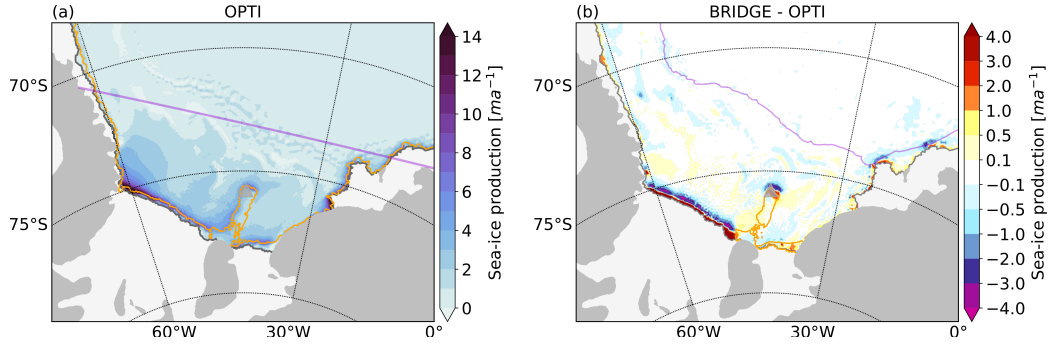 (a) OPTI
70°S
75°S
60°W 30°W 0°
14
12
10
8
6
4
2
0
Sea-ice production [ma⁻¹]
(b) BRIDGE - OPTI
70°S
75°S
60°W 30°W 0°
4.0
3.0
2.0
1.0
0.5
0.1
−0.1
−0.5
−1.0
−2.0
−3.0
−4.0
Sea-ice production [ma⁻¹]